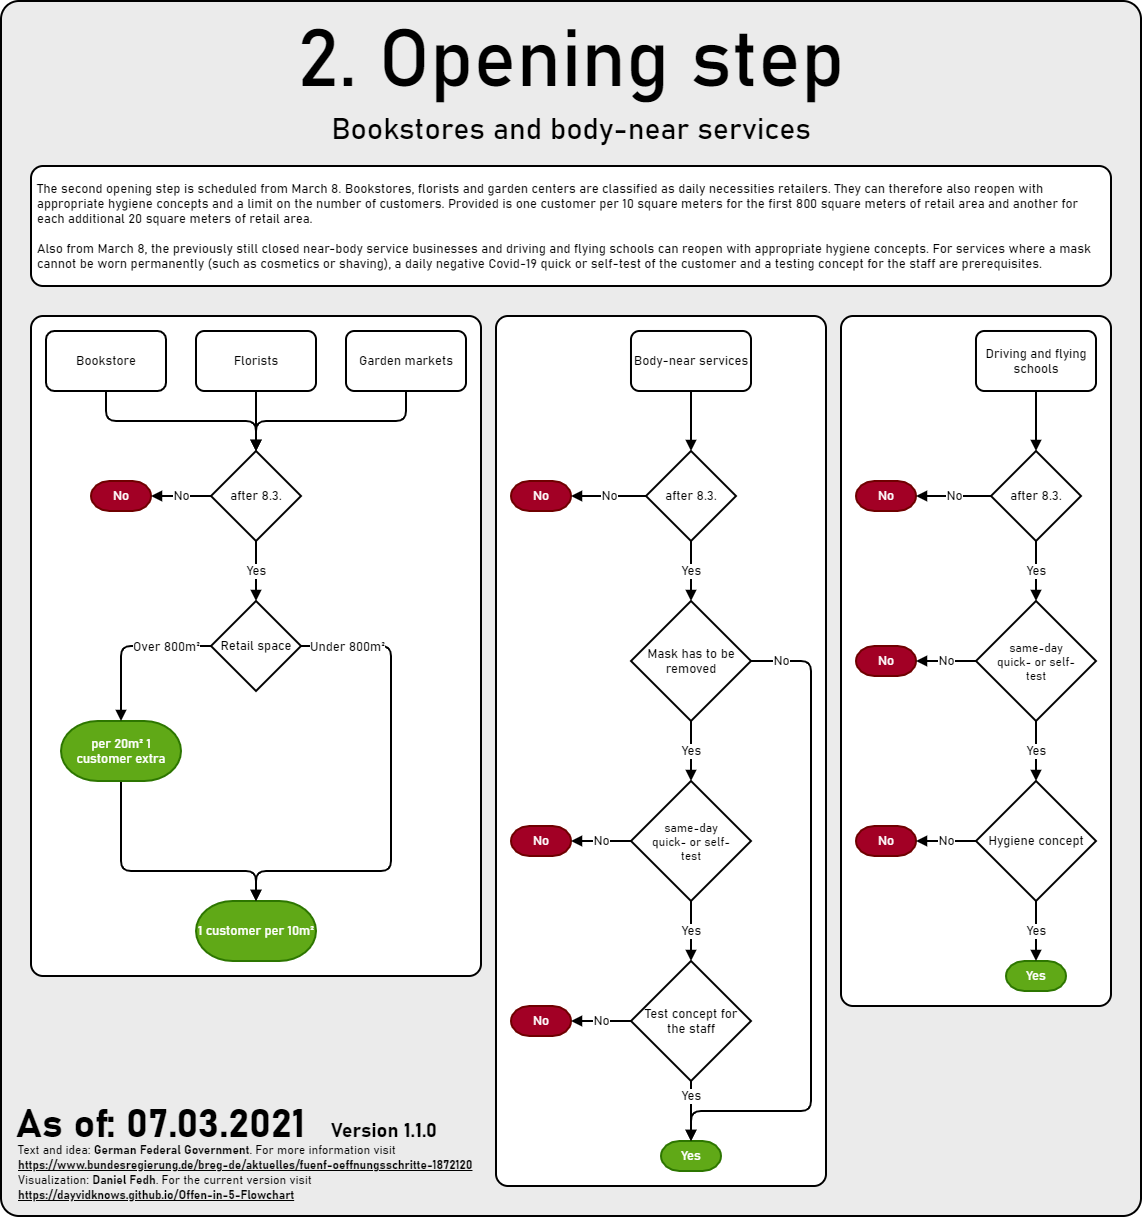 2. Opening step
Bookstores and body-near services
The second opening step is scheduled from March 8. Bookstores, florists and garden centers are classified as daily necessities retailers. They can therefore also reopen with
appropriate hygiene concepts and a limit on the number of customers. Provided is one customer per 10 square meters for the first 800 square meters of retail area and another for
each additional 20 square meters of retail area.
Also from March 8, the previously still closed near-body service businesses and driving and flying schools can reopen with appropriate hygiene concepts. For services where a mask
cannot be worn permanently (such as cosmetics or shaving), a daily negative Covid-19 quick or self-test of the customer and a testing concept for the staff are prerequisites.
Bookstore
Florists
Garden markets
after 8.3.
No
No
Yes
Retail space
Over 800m²
Under 800m²
per 20m² 1
customer extra
1 customer per 10m²
Body-near services
after 8.3.
No
No
Yes
Mask has to be
removed
No
Yes
same-day
quick- or self-
test
No
No
Yes
Test concept for
the staff
No
No
Yes
Yes
Driving and flying
schools
after 8.3.
No
No
Yes
same-day
quick- or self-
test
No
No
Yes
Hygiene concept
No
No
Yes
Yes
As of: 07.03.2021 Version 1.1.0
Text and idea: German Federal Government. For more information visit
https://www.bundesregierung.de/breg-de/aktuelles/fuenf-oeffnungsschritte-1872120
Visualization: Daniel Fedh. For the current version visit
https://dayvidknows.github.io/Offen-in-5-Flowchart